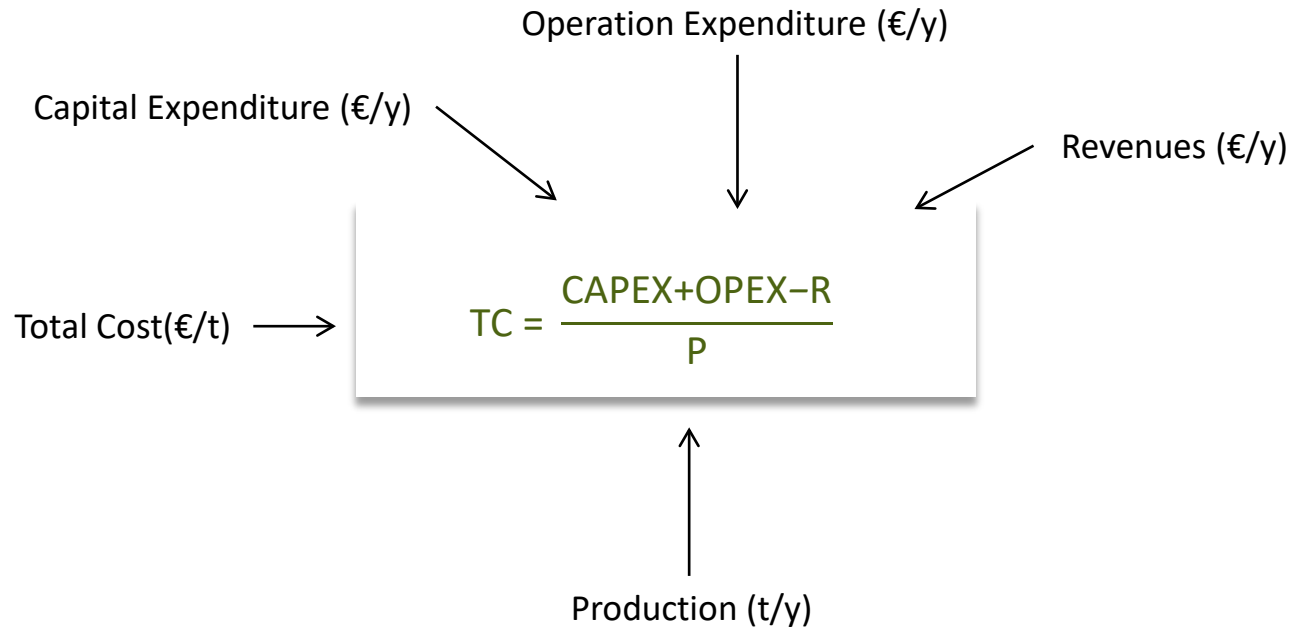 Operation Expenditure (€/y)
Capital Expenditure (€/y)
Revenues (€/y)
CAPEX+OPEX−R
Total Cost(€/t)
TC =
P
Production (t/y)